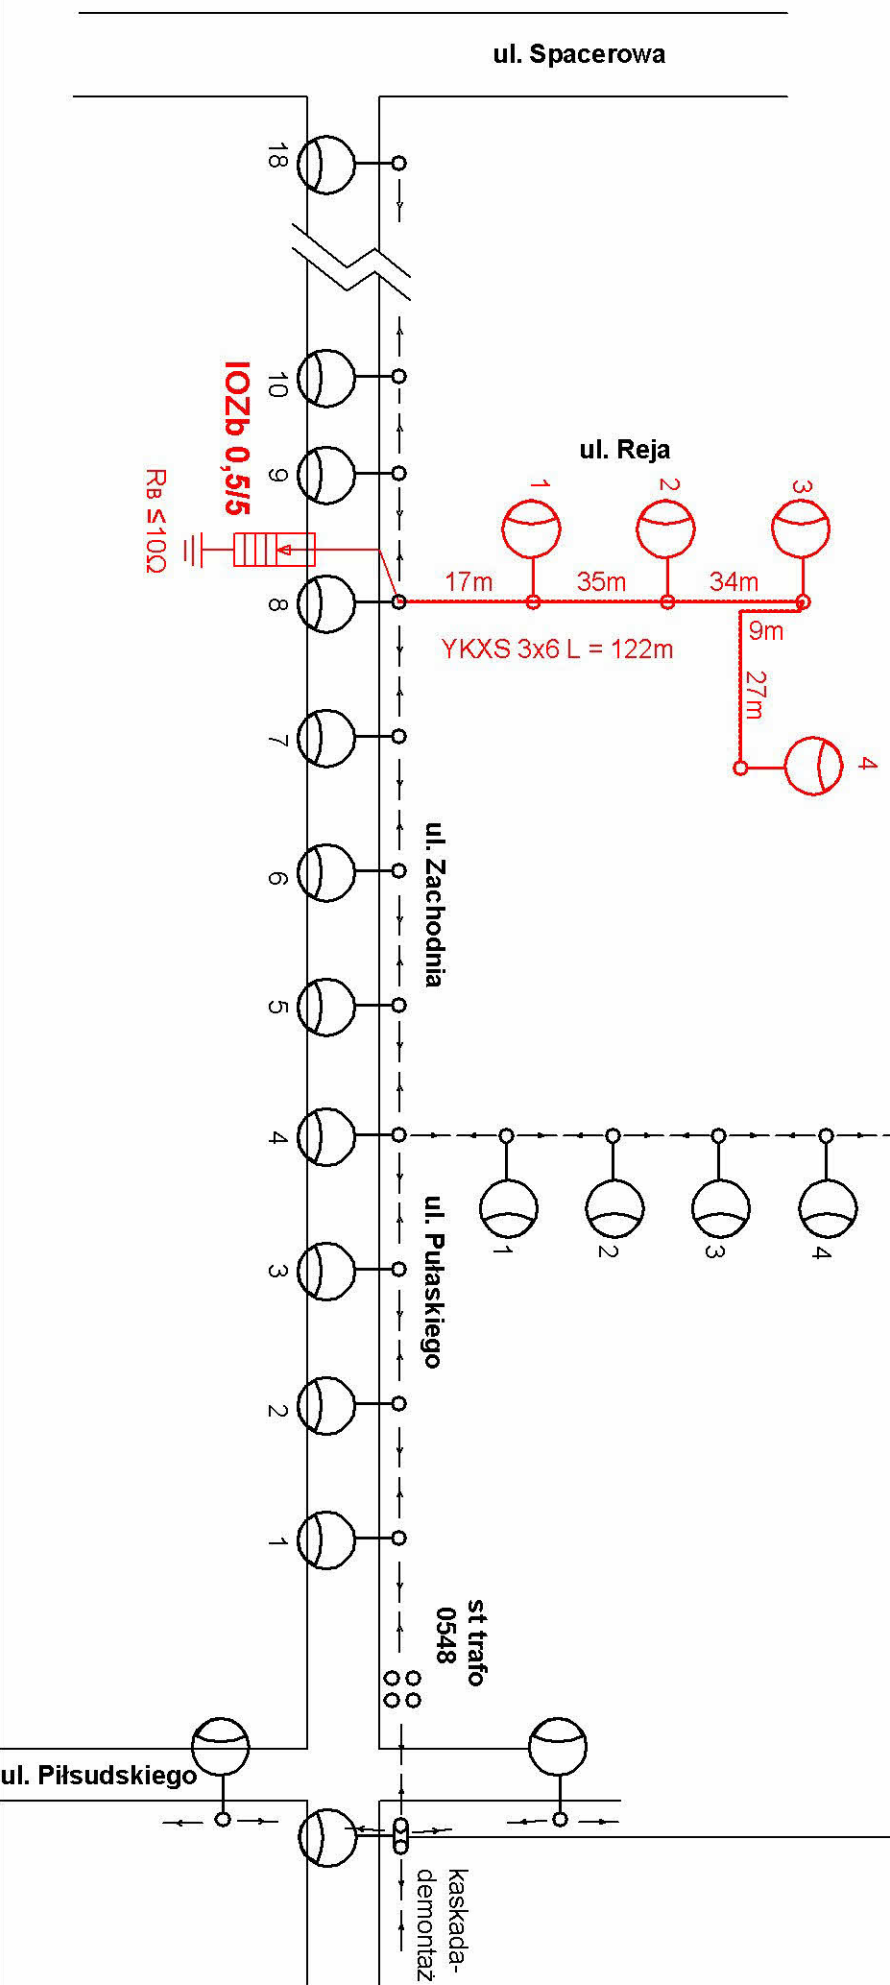 ul. Spacerowa
18
10
9
IOZb 0,5/5
RB ≤10Ω
8
ul. Reja
1
2
3
17m
35m
34m
9m
YKXS 3x6 L = 122m
27m
4
7
6
ul. Zachodnia
5
4
1
2
3
4
ul. Pułaskiego
3
2
1
st trafo
0548
ul. Piłsudskiego
kaskada-
demontaż